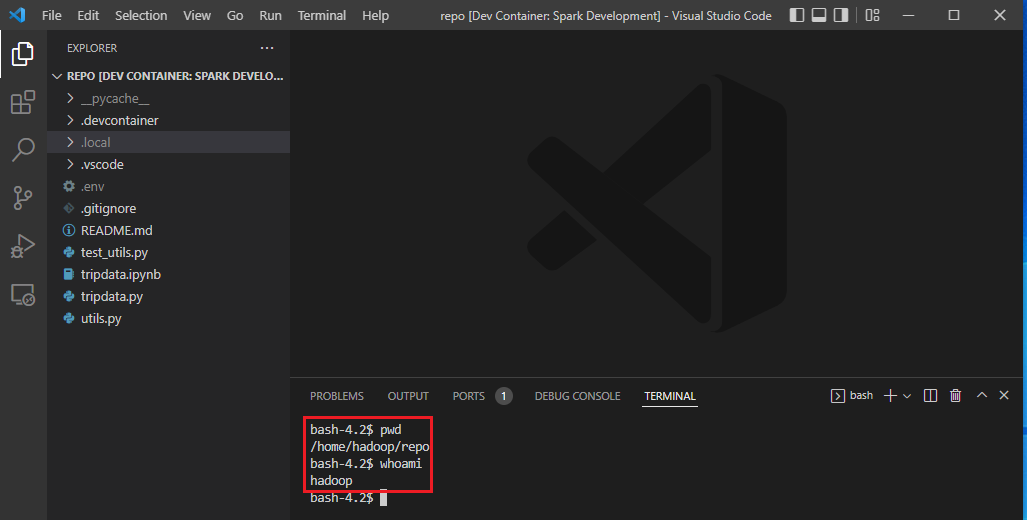 File Edit Selection View Go Run Terminal Help repo [Dev Container: Spark Development] - Visual Studio Code
EXPLORER
REPO [DEV CONTAINER: SPARK DEVELO...
__pycache__
.devcontainer
.local
.vscode
.env
.gitignore
README.md
test_utils.py
tripdata.ipynb
tripdata.py
utils.py
PROBLEMS OUTPUT PORTS 1 DEBUG CONSOLE TERMINAL bash
bash-4.2$ pwd
/home/hadoop/repo
bash-4.2$ whoami
hadoop
bash-4.2$